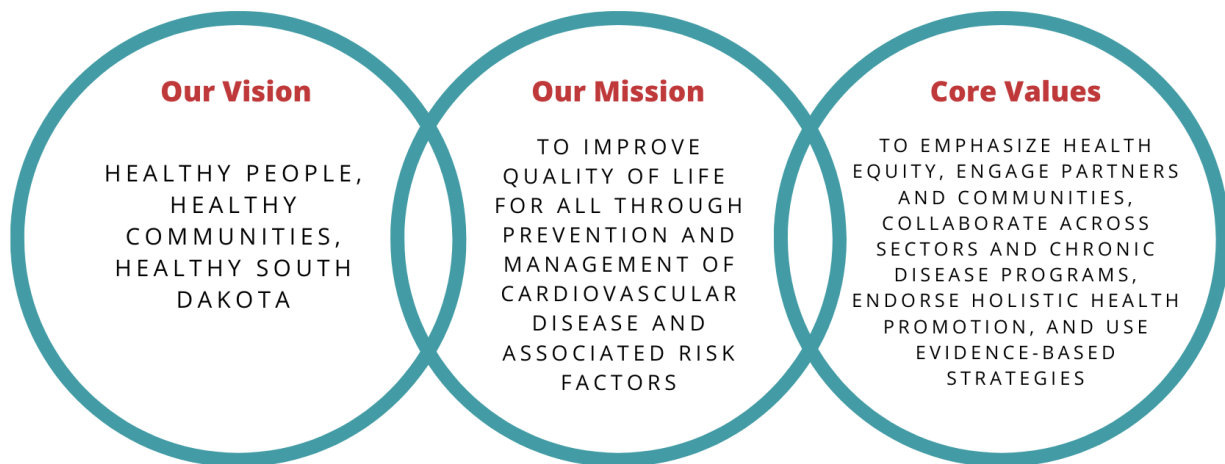 Our Vision
HEALTHY PEOPLE,
HEALTHY
COMMUNITIES,
HEALTHY SOUTH
DAKOTA
Our Mission
TO IMPROVE
QUALITY OF LIFE
FOR ALL THROUGH
PREVENTION AND
MANAGEMENT OF
CARDIOVASCULAR
DISEASE AND
ASSOCIATED RISK
FACTORS
Core Values
TO EMPHASIZE HEALTH
EQUITY, ENGAGE PARTNERS
AND COMMUNITIES,
COLLABORATE ACROSS
SECTORS AND CHRONIC
DISEASE PROGRAMS,
ENDORSE HOLISTIC HEALTH
PROMOTION, AND USE
EVIDENCE-BASED
STRATEGIES